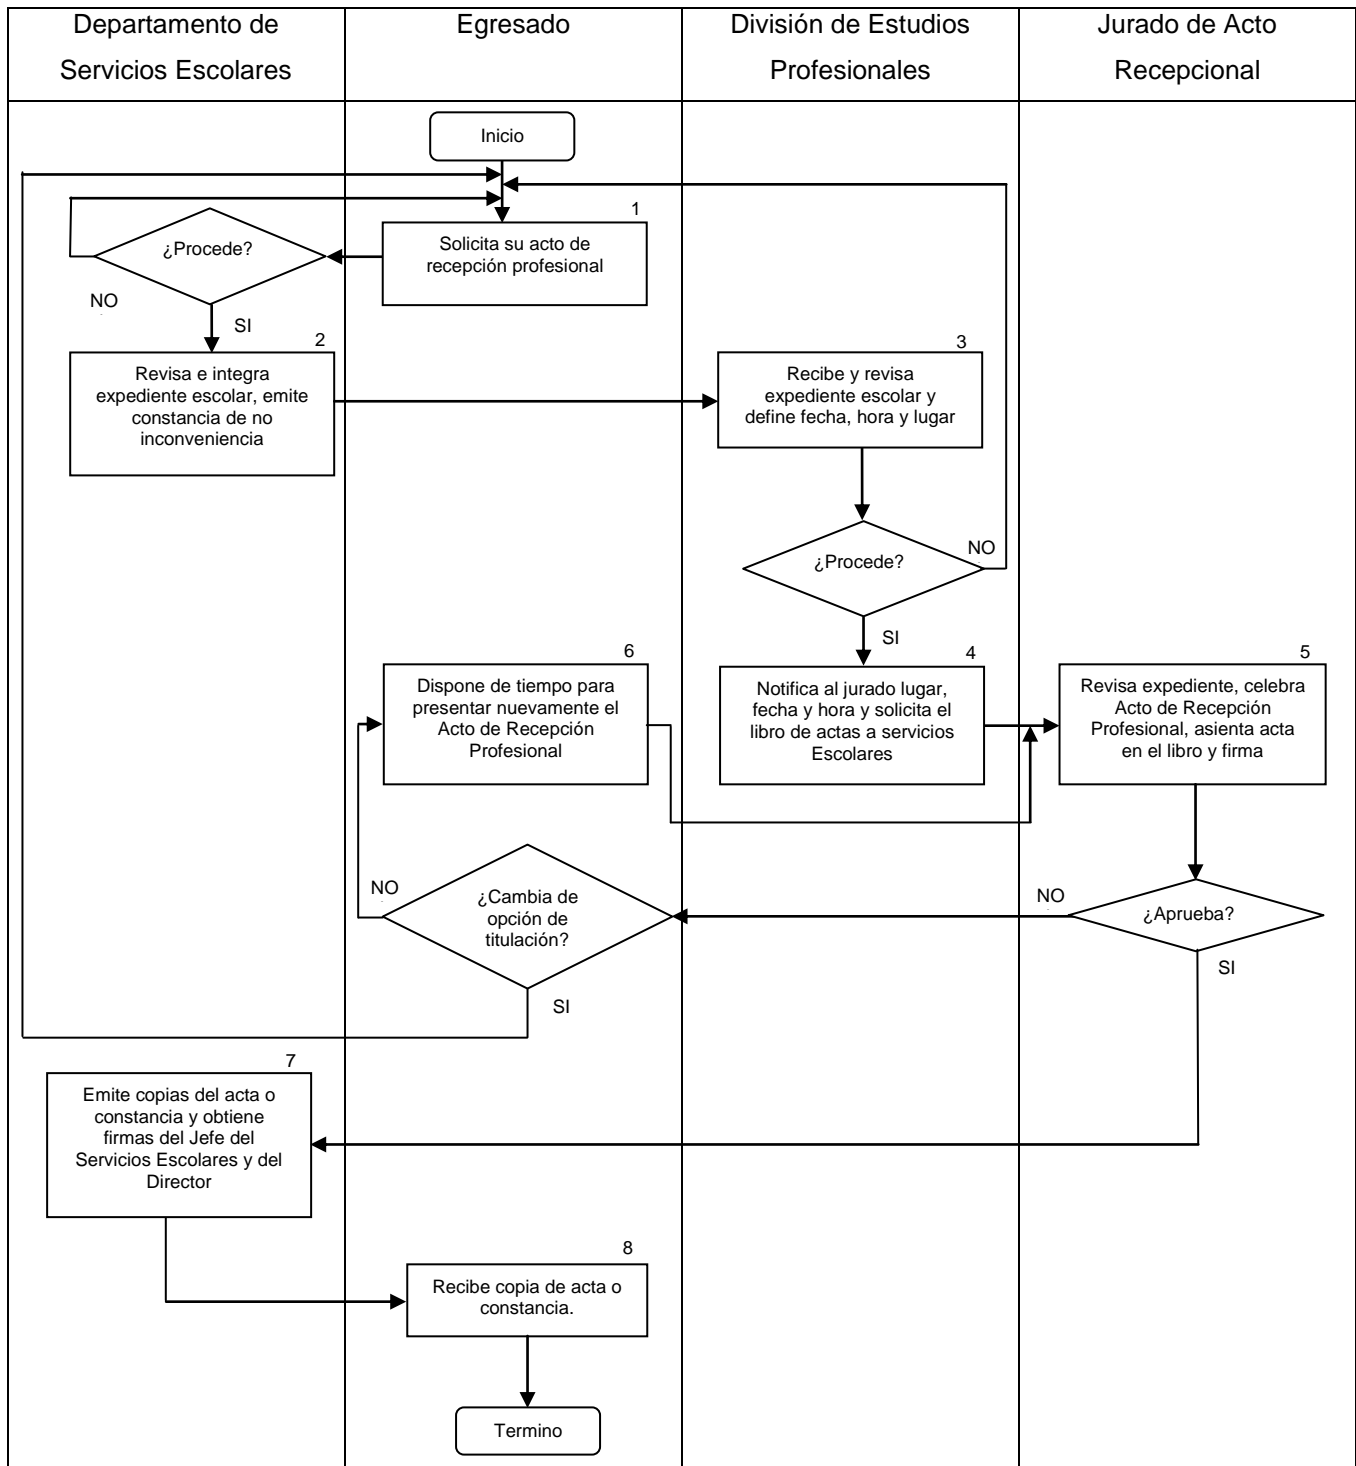 Departamento de
Servicios Escolares
Egresado
División de Estudios
Profesionales
Jurado de Acto
Recepcional
Inicio
1
Solicita su acto de
recepción profesional
¿Procede?
NO
SI
2
Revisa e integra
expediente escolar, emite
constancia de no
inconveniencia
3
Recibe y revisa
expediente escolar y
define fecha, hora y lugar
¿Procede?
NO
SI
4
Notifica al jurado lugar,
fecha y hora y solicita el
libro de actas a servicios
Escolares
5
Revisa expediente, celebra
Acto de Recepción
Profesional, asienta acta
en el libro y firma
6
Dispone de tiempo para
presentar nuevamente el
Acto de Recepción
Profesional
¿Aprueba?
NO
SI
¿Cambia de
opción de
titulación?
NO
SI
7
Emite copias del acta o
constancia y obtiene
firmas del Jefe del
Servicios Escolares y del
Director
8
Recibe copia de acta o
constancia.
Termino